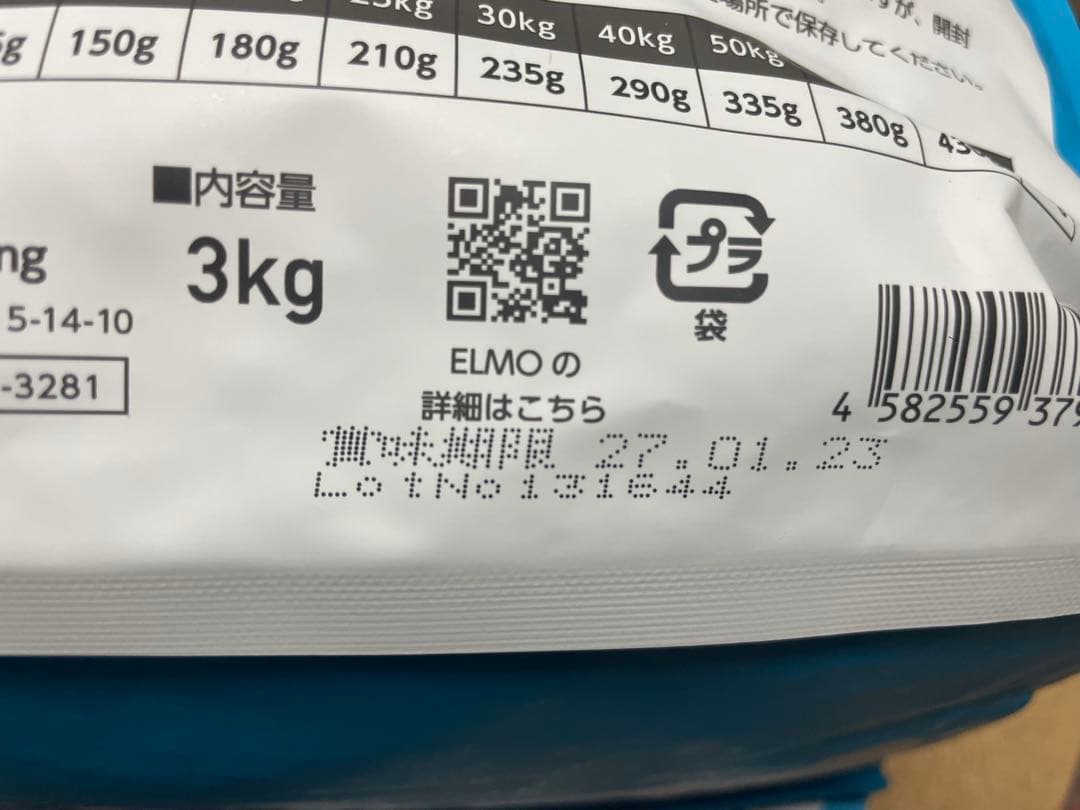 が、開封
場所で保存してください。
25kg 30kg 40kg 50kg
150g 180g 210g 235g 290g 335g 380g
■内容量
3kg
プラ
袋
ng
5-14-10
-3281
ELMOの
詳細はこちら
4 582559 379
賞味期限 27.01.23
LotNo131644